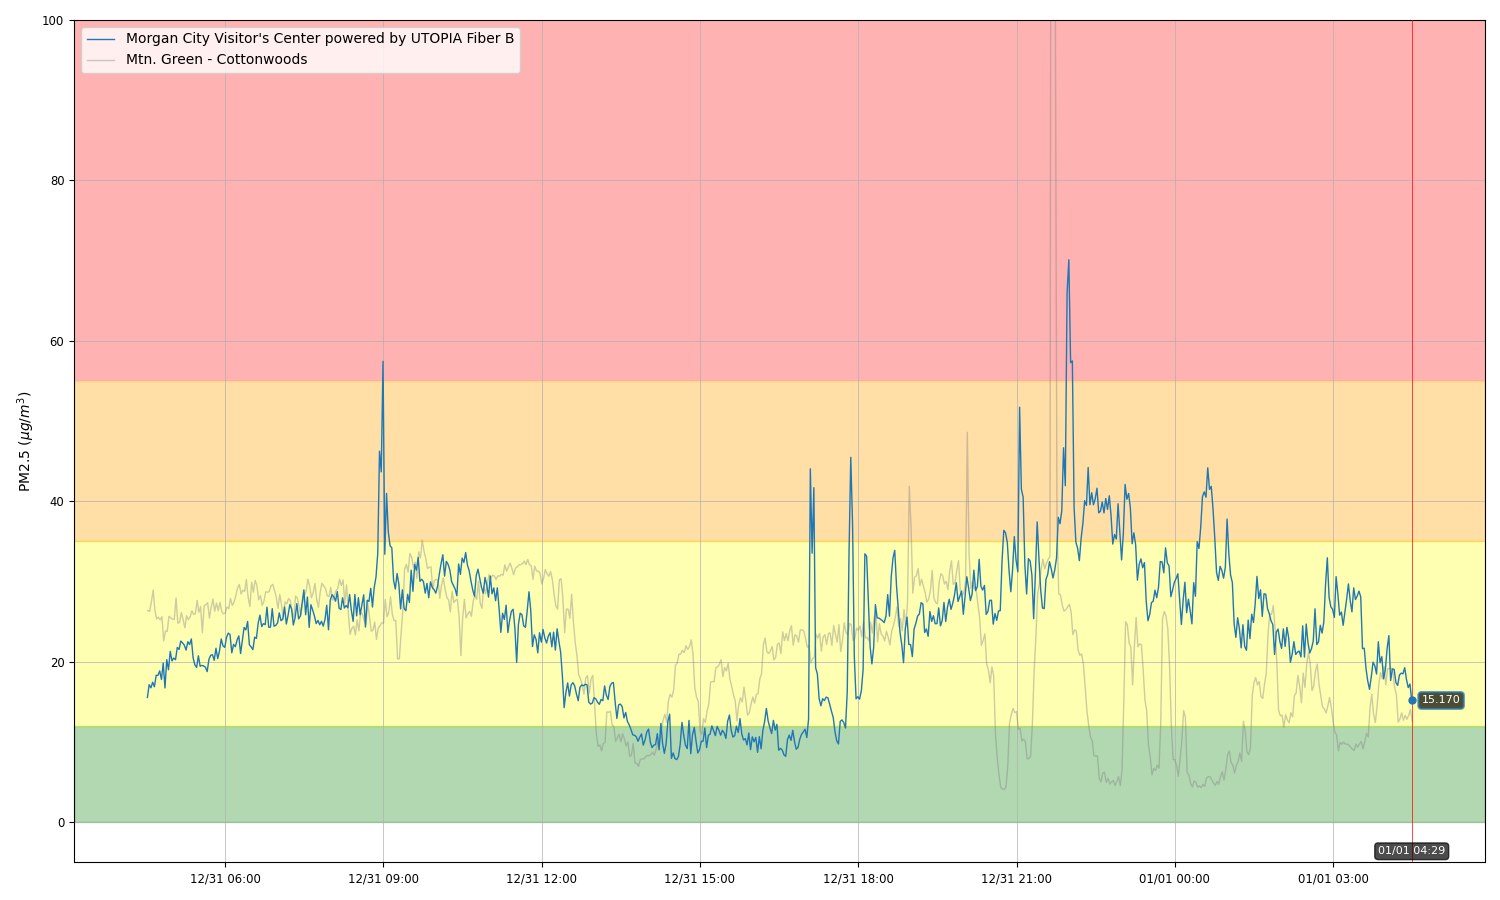 100
Morgan City Visitor's Center powered by UTOPIA Fiber B
Mtn. Green - Cottonwoods
80
60
PM2.5 (μg/m³)
40
20
15.170
0
01/01 04:29
12/31 06:00 12/31 09:00 12/31 12:00 12/31 15:00 12/31 18:00 12/31 21:00 01/01 00:00 01/01 03:00